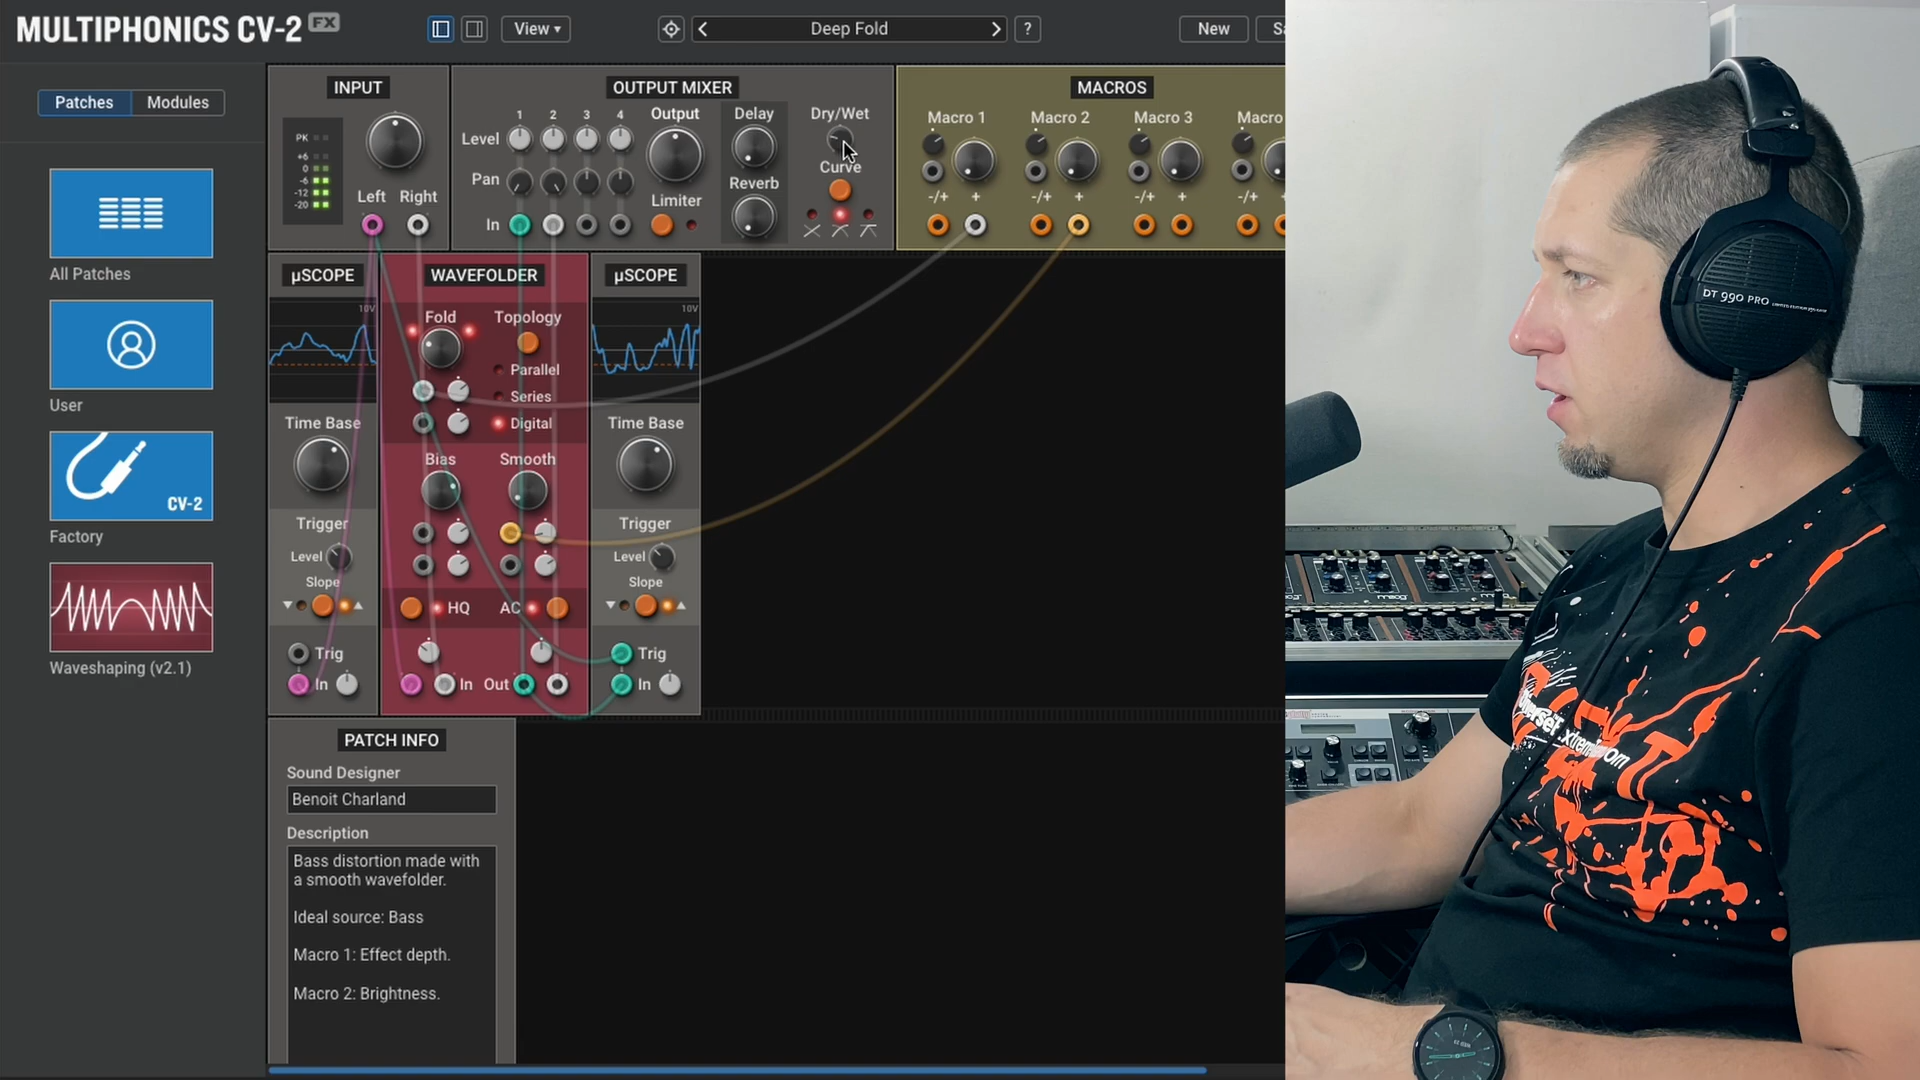 MULTIPHONICS CV-2 FX
View
Deep Fold
?
New
Patches
Modules
All Patches
User
CV-2
Factory
Waveshaping (v2.1)
INPUT
PK
+6
0
-6
-12
-20
Left
Right
OUTPUT MIXER
1 2 3 4
Level
Pan
In
Output
Limiter
Delay
Reverb
Dry/Wet
Curve
MACROS
Macro 1
Macro 2
Macro 3
Macro
-/+ +
-/+ +
-/+ +
-/+
µSCOPE
10V
Time Base
Trigger
Level
Slope
Trig
In
WAVEFOLDER
Fold
Topology
Parallel
Series
Digital
Bias
Smooth
HQ
AC
In
Out
µSCOPE
10V
Time Base
Trigger
Level
Slope
Trig
In
PATCH INFO
Sound Designer
Benoit Charland
Description
Bass distortion made with
a smooth wavefolder.
Ideal source: Bass
Macro 1: Effect depth.
Macro 2: Brightness.
DT 990 PRO
moog